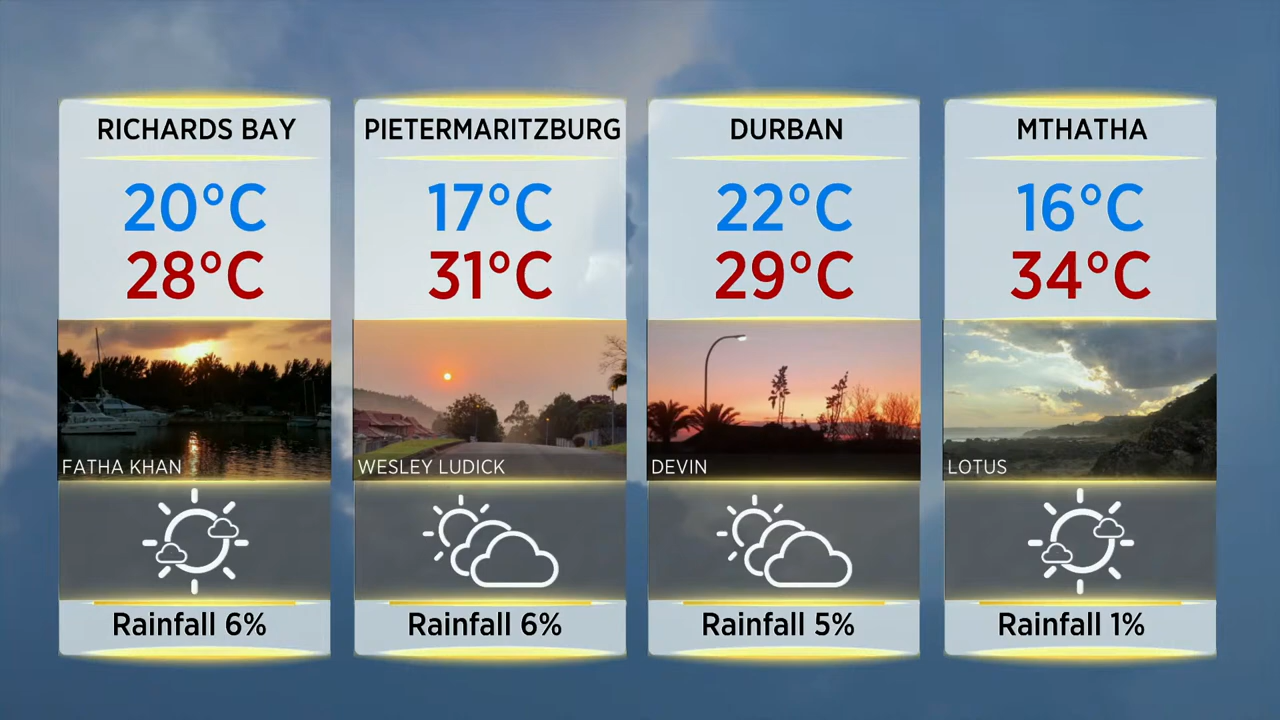 RICHARDS BAY
20°C
28°C
FATHA KHAN
Rainfall 6%
PIETERMARITZBURG
17°C
31°C
WESLEY LUDICK
Rainfall 6%
DURBAN
22°C
29°C
DEVIN
Rainfall 5%
MTHATHA
16°C
34°C
LOTUS
Rainfall 1%